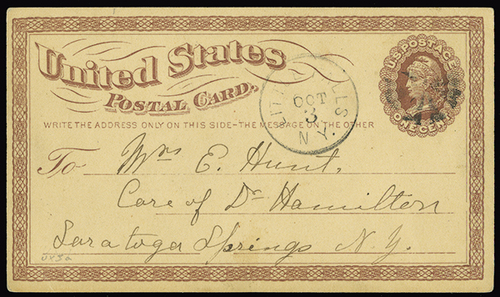 United States
POSTAL CARD.
U.S. POSTAGE
ONE CENT
OCT
3
N.Y.
WRITE THE ADDRESS ONLY ON THIS SIDE-THE MESSAGE ON THE OTHER
To Mrs E. Hunt,
Care of Dr Hamilton
Saratoga Springs N.Y.